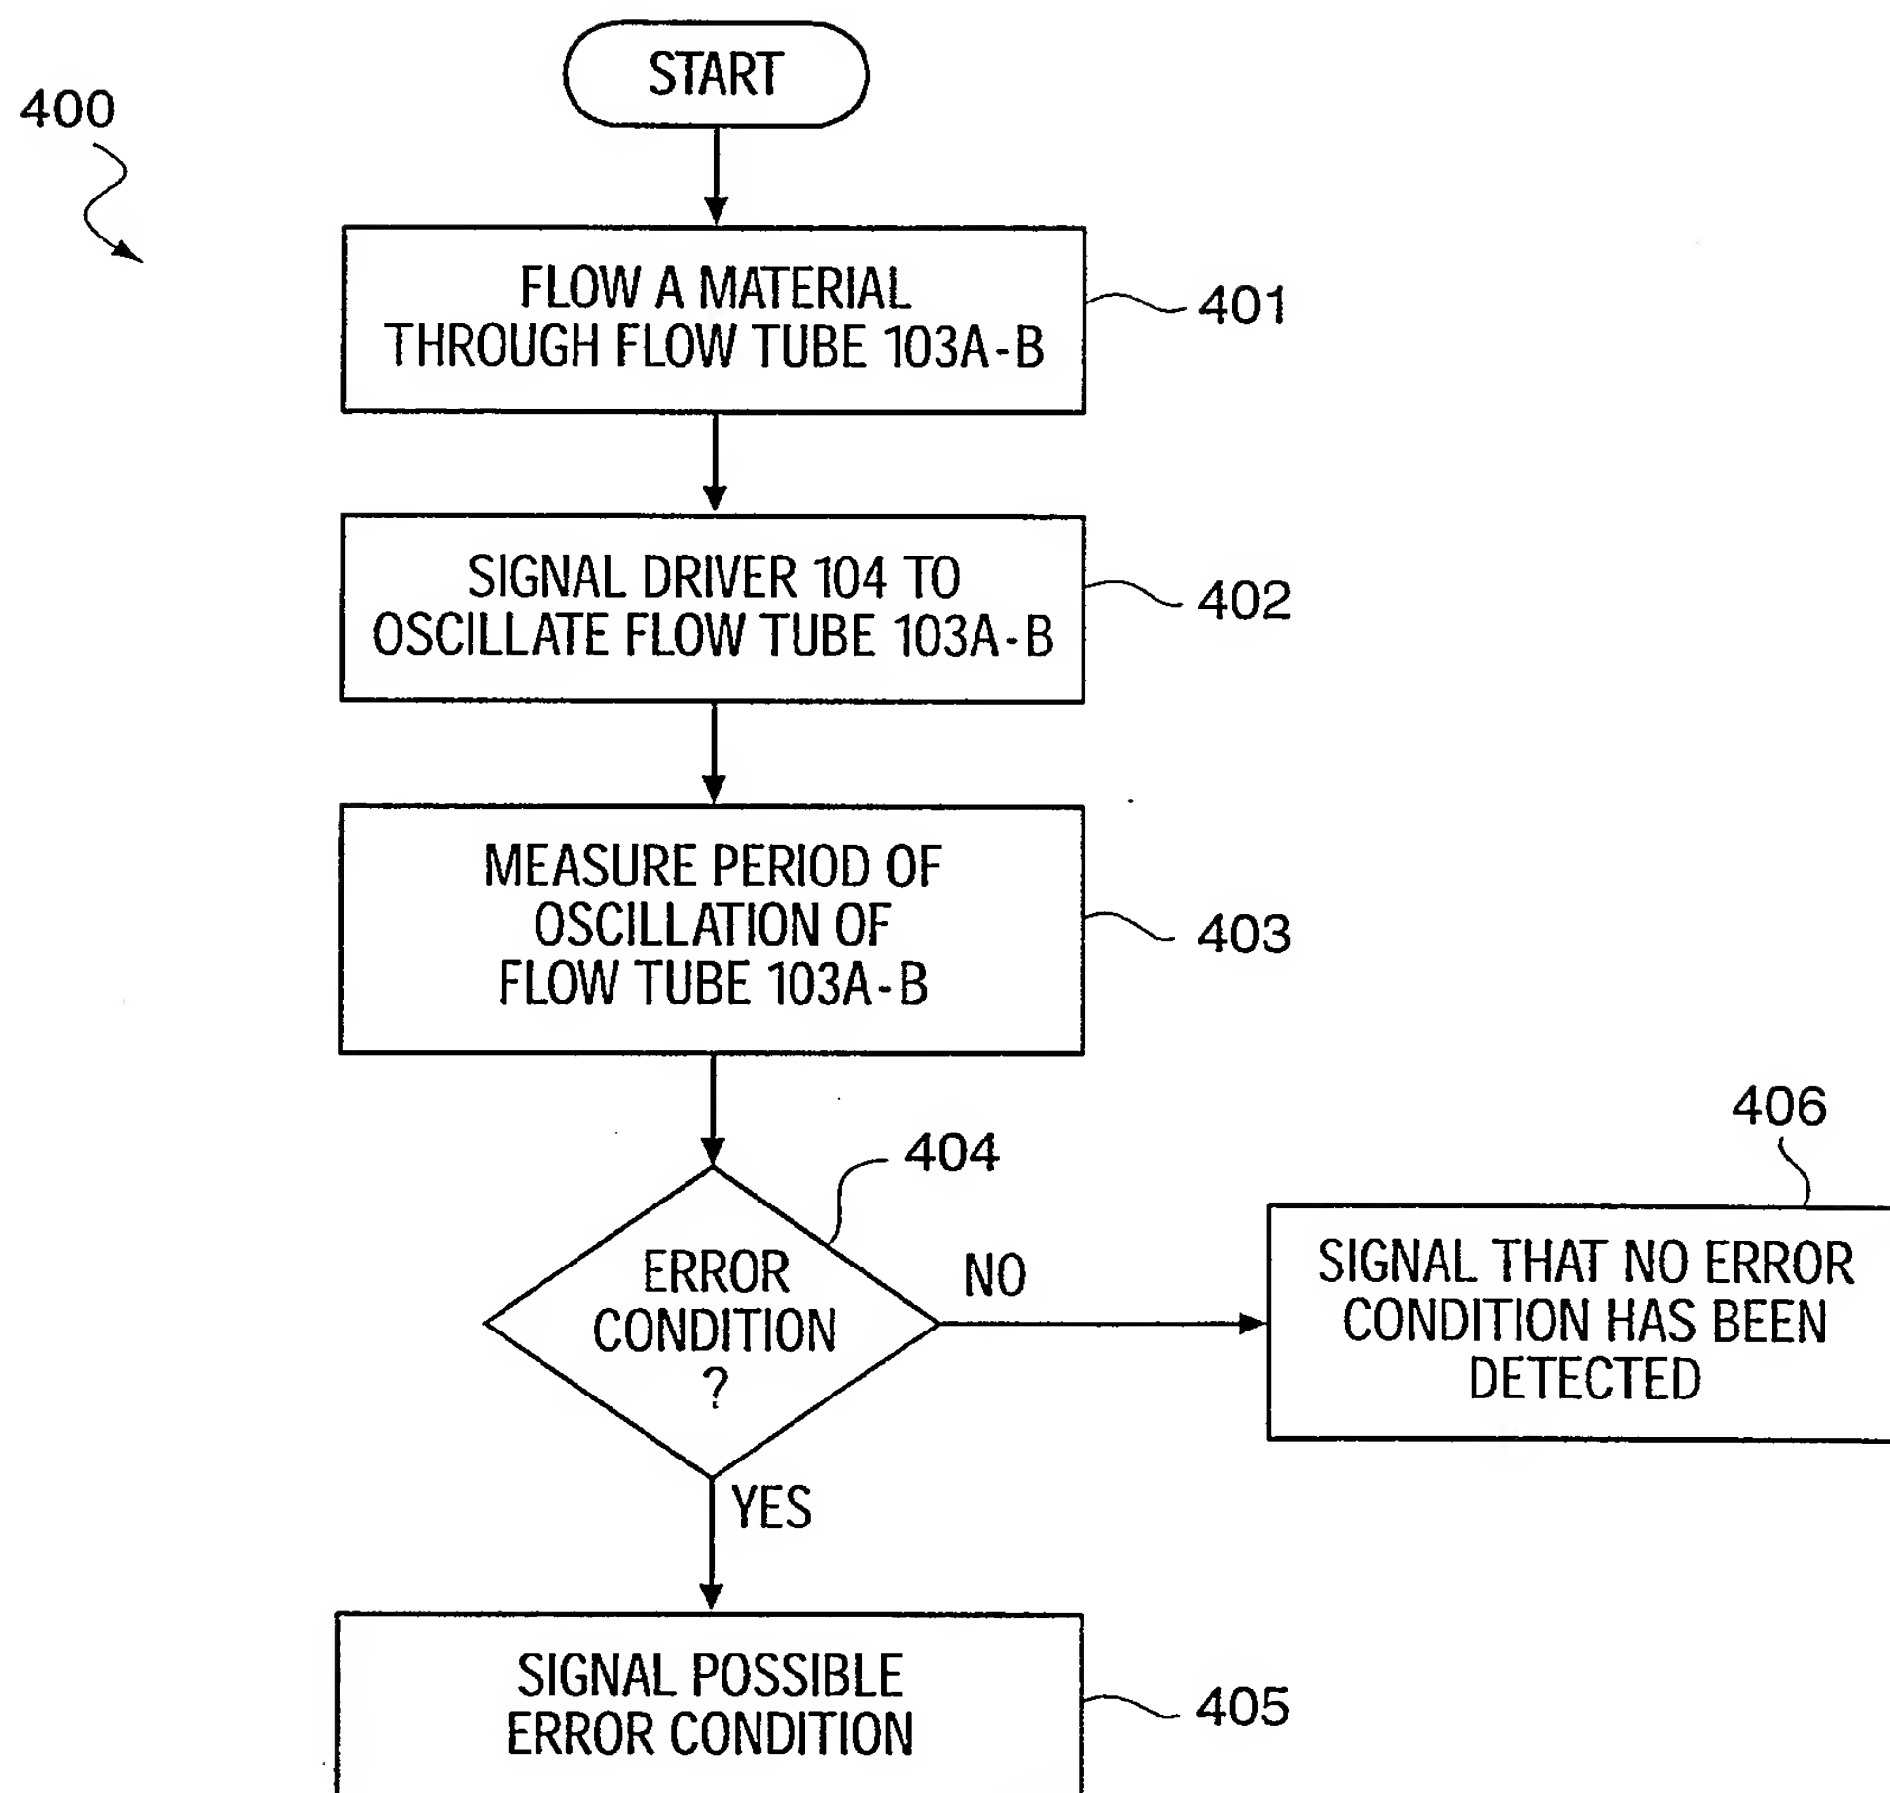 START
400
FLOW A MATERIAL
THROUGH FLOW TUBE 103A-B
401
SIGNAL DRIVER 104 TO
OSCILLATE FLOW TUBE 103A-B
402
MEASURE PERIOD OF
OSCILLATION OF
FLOW TUBE 103A-B
403
404
ERROR
CONDITION
?
NO
406
SIGNAL THAT NO ERROR
CONDITION HAS BEEN
DETECTED
YES
SIGNAL POSSIBLE
ERROR CONDITION
405